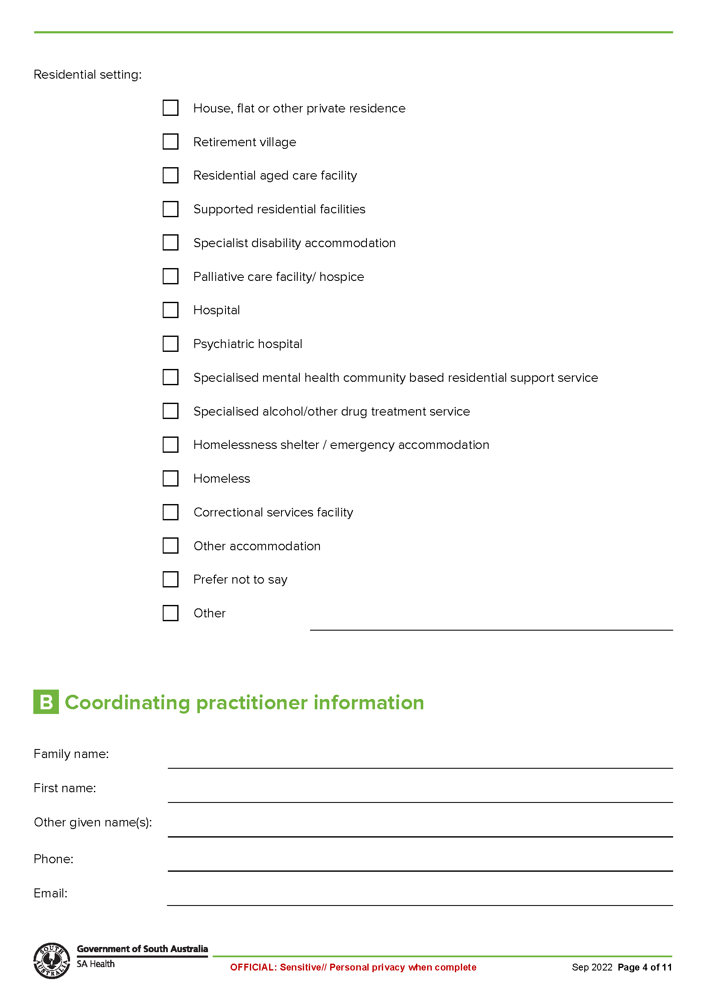 Residential setting:
House, flat or other private residence
Retirement village
Residential aged care facility
Supported residential facilities
Specialist disability accommodation
Palliative care facility/ hospice
Hospital
Psychiatric hospital
Specialised mental health community based residential support service
Specialised alcohol/other drug treatment service
Homelessness shelter / emergency accommodation
Homeless
Correctional services facility
Other accommodation
Prefer not to say
Other
B Coordinating practitioner information
Family name:
First name:
Other given name(s):
Phone:
Email:
SOUTH AUSTRALIA
Government of South Australia
SA Health
OFFICIAL: Sensitive// Personal privacy when complete
Sep 2022 Page 4 of 11